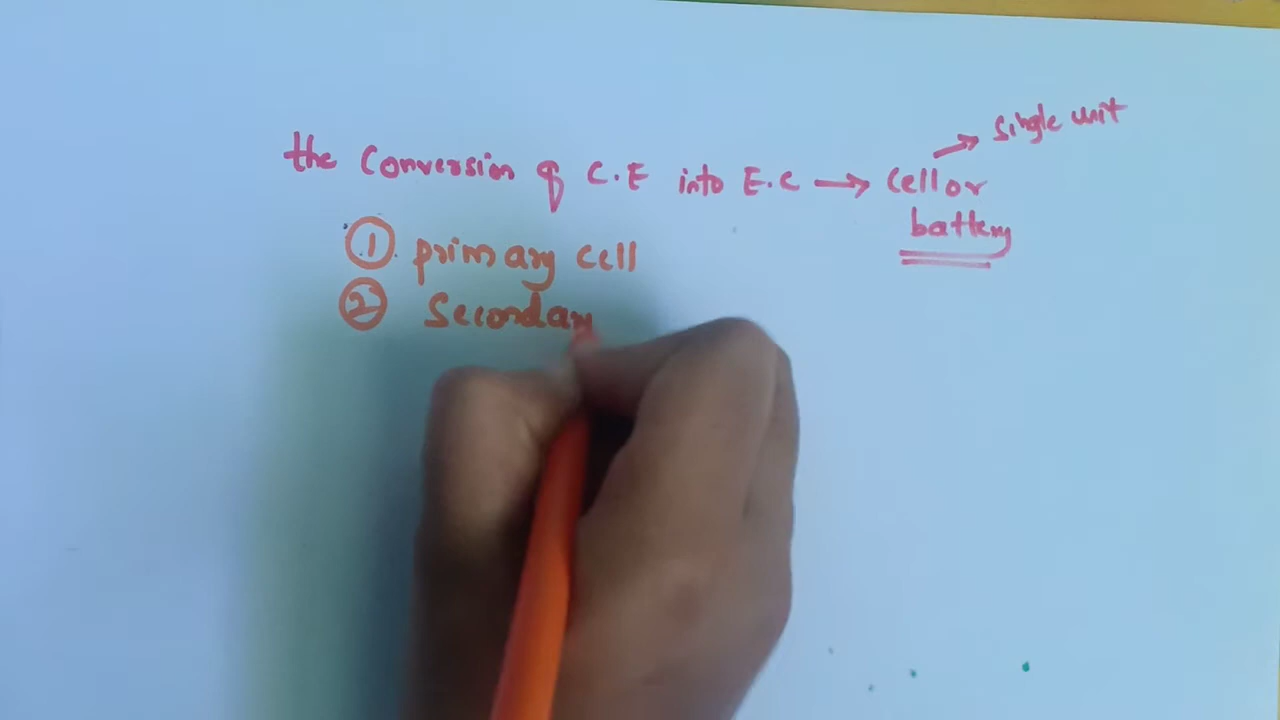 single unit
the Conversion of C.E into E.C → Cell or
battery
① primary cell
② Secondary